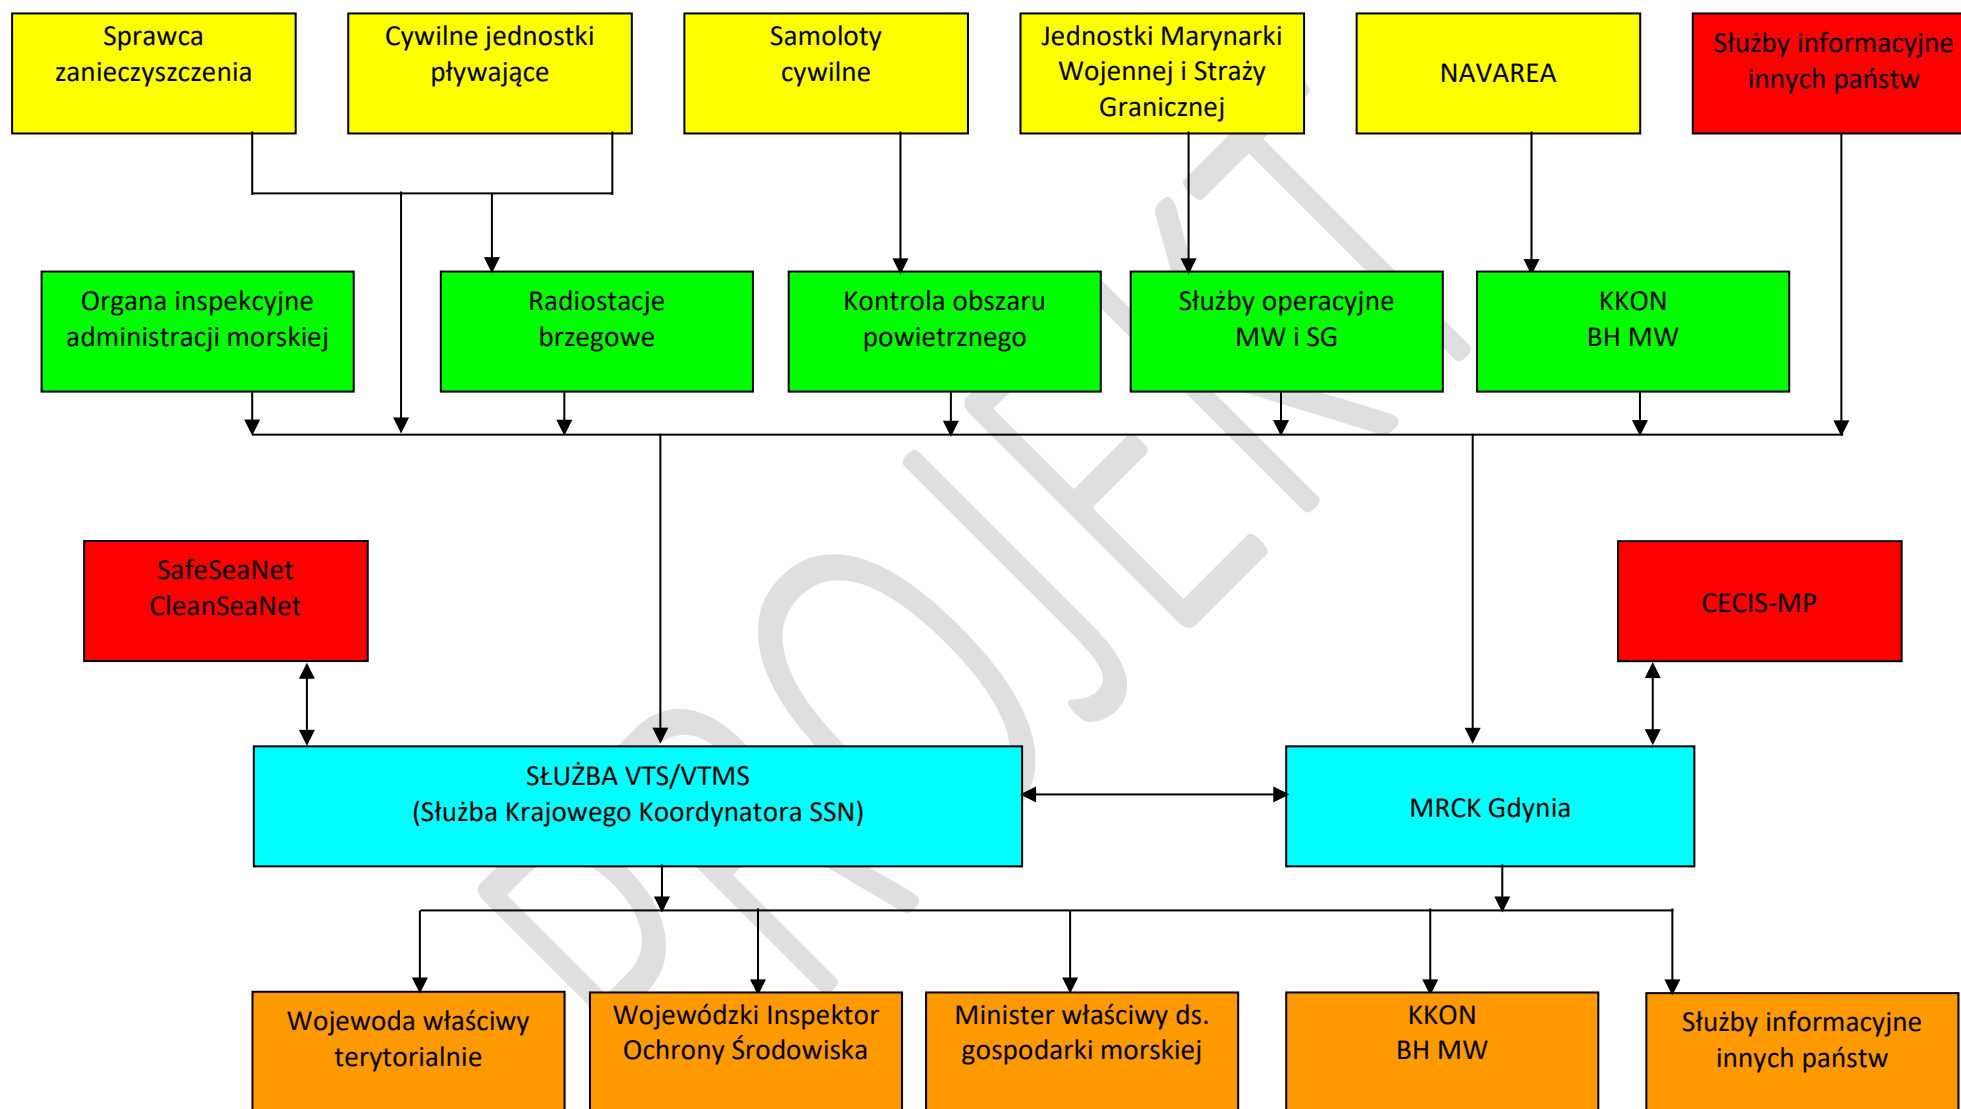 Sprawca
zanieczyszczenia
Cywilne jednostki
pływające
Samoloty
cywilne
Jednostki Marynarki
Wojennej i Straży
Granicznej
NAVAREA
Służby informacyjne
innych państw
Organa inspekcyjne
administracji morskiej
Radiostacje
brzegowe
Kontrola obszaru
powietrznego
Służby operacyjne
MW i SG
KKON
BH MW
SafeSeaNet
CleanSeaNet
CECIS-MP
SŁUŻBA VTS/VTMS
(Służba Krajowego Koordynatora SSN)
MRCK Gdynia
Wojewoda właściwy
terytorialnie
Wojewódzki Inspektor
Ochrony Środowiska
Minister właściwy ds.
gospodarki morskiej
KKON
BH MW
Służby informacyjne
innych państw
PROJEKT